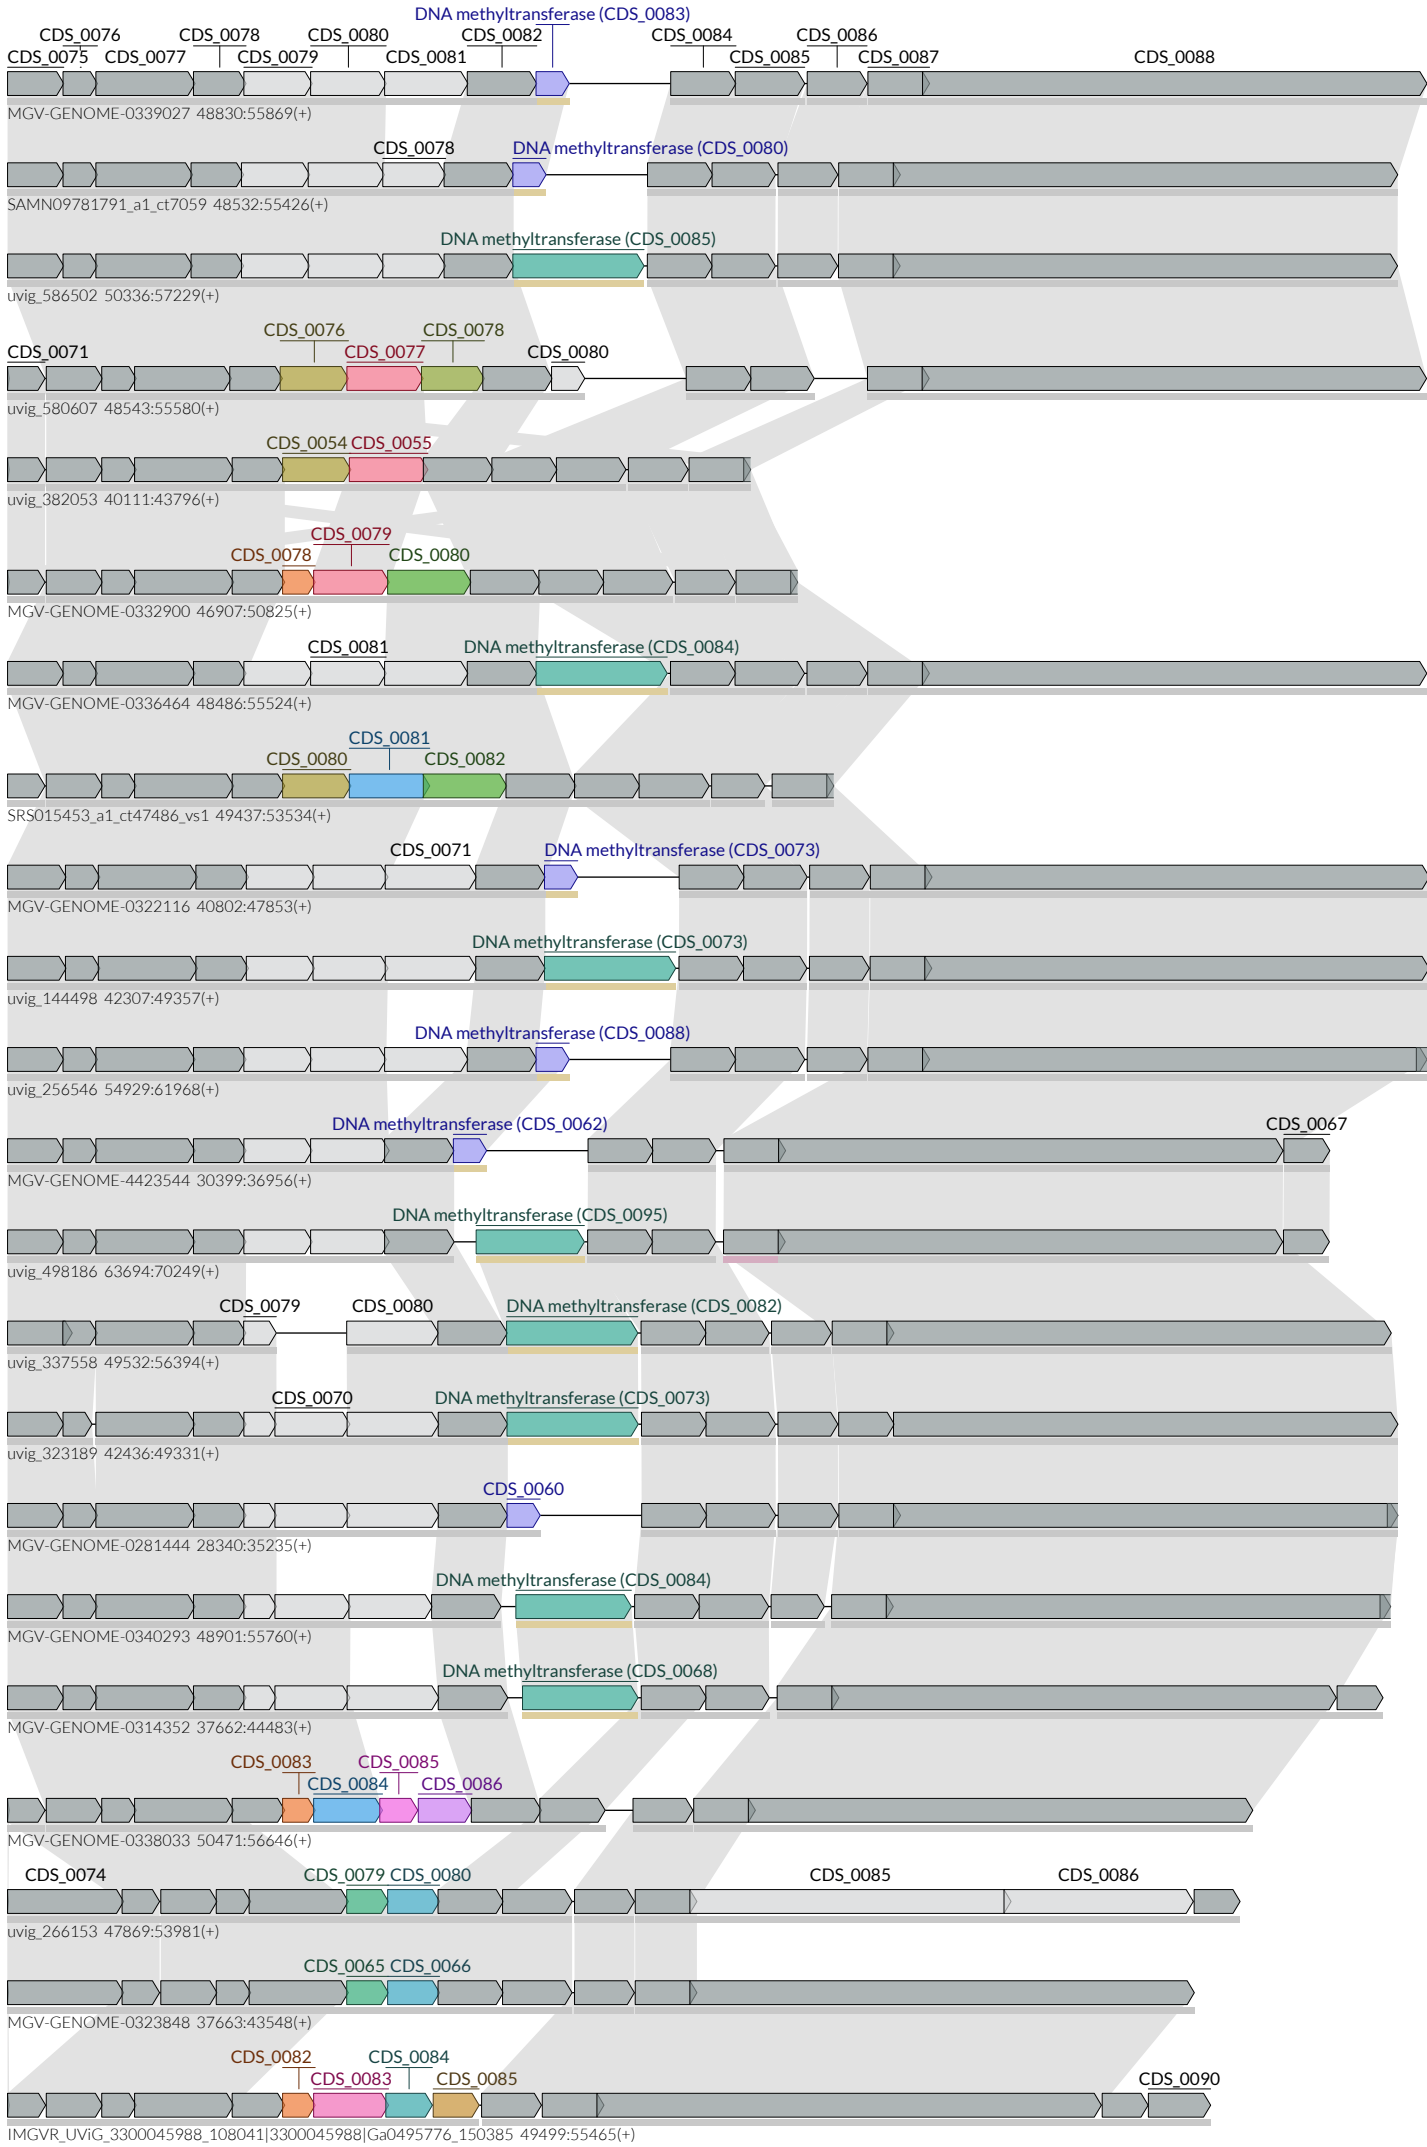 DNA methyltransferase (CDS_0083)
CDS_0076 CDS_0078 CDS_0080 CDS_0082 CDS_0084 CDS_0086
CDS_0075 CDS_0077 CDS_0079 CDS_0081 CDS_0085 CDS_0087 CDS_0088
MGV-GENOME-0339027 48830:55869(+)
CDS_0078 DNA methyltransferase (CDS_0080)
SAMN09781791_a1_ct7059 48532:55426(+)
DNA methyltransferase (CDS_0085)
uvig_586502 50336:57229(+)
CDS_0076 CDS_0078
CDS_0071 CDS_0077 CDS_0080
uvig_580607 48543:55580(+)
CDS_0054 CDS_0055
uvig_382053 40111:43796(+)
CDS_0079
CDS_0078 CDS_0080
MGV-GENOME-0332900 46907:50825(+)
CDS_0081 DNA methyltransferase (CDS_0084)
MGV-GENOME-0336464 48486:55524(+)
CDS_0081
CDS_0080 CDS_0082
SRS015453_a1_ct47486_vs1 49437:53534(+)
CDS_0071 DNA methyltransferase (CDS_0073)
MGV-GENOME-0322116 40802:47853(+)
DNA methyltransferase (CDS_0073)
uvig_144498 42307:49357(+)
DNA methyltransferase (CDS_0088)
uvig_256546 54929:61968(+)
DNA methyltransferase (CDS_0062) CDS_0067
MGV-GENOME-4423544 30399:36956(+)
DNA methyltransferase (CDS_0095)
uvig_498186 63694:70249(+)
CDS_0079 CDS_0080 DNA methyltransferase (CDS_0082)
uvig_337558 49532:56394(+)
CDS_0070 DNA methyltransferase (CDS_0073)
uvig_323189 42436:49331(+)
CDS_0060
MGV-GENOME-0281444 28340:35235(+)
DNA methyltransferase (CDS_0084)
MGV-GENOME-0340293 48901:55760(+)
DNA methyltransferase (CDS_0068)
MGV-GENOME-0314352 37662:44483(+)
CDS_0083 CDS_0085
CDS_0084 CDS_0086
MGV-GENOME-0338033 50471:56646(+)
CDS_0074 CDS_0079 CDS_0080 CDS_0085 CDS_0086
uvig_266153 47869:53981(+)
CDS_0065 CDS_0066
MGV-GENOME-0323848 37663:43548(+)
CDS_0082 CDS_0084
CDS_0083 CDS_0085 CDS_0090
IMGVR_UViG_3300045988_108041|3300045988|Ga0495776_150385 49499:55465(+)